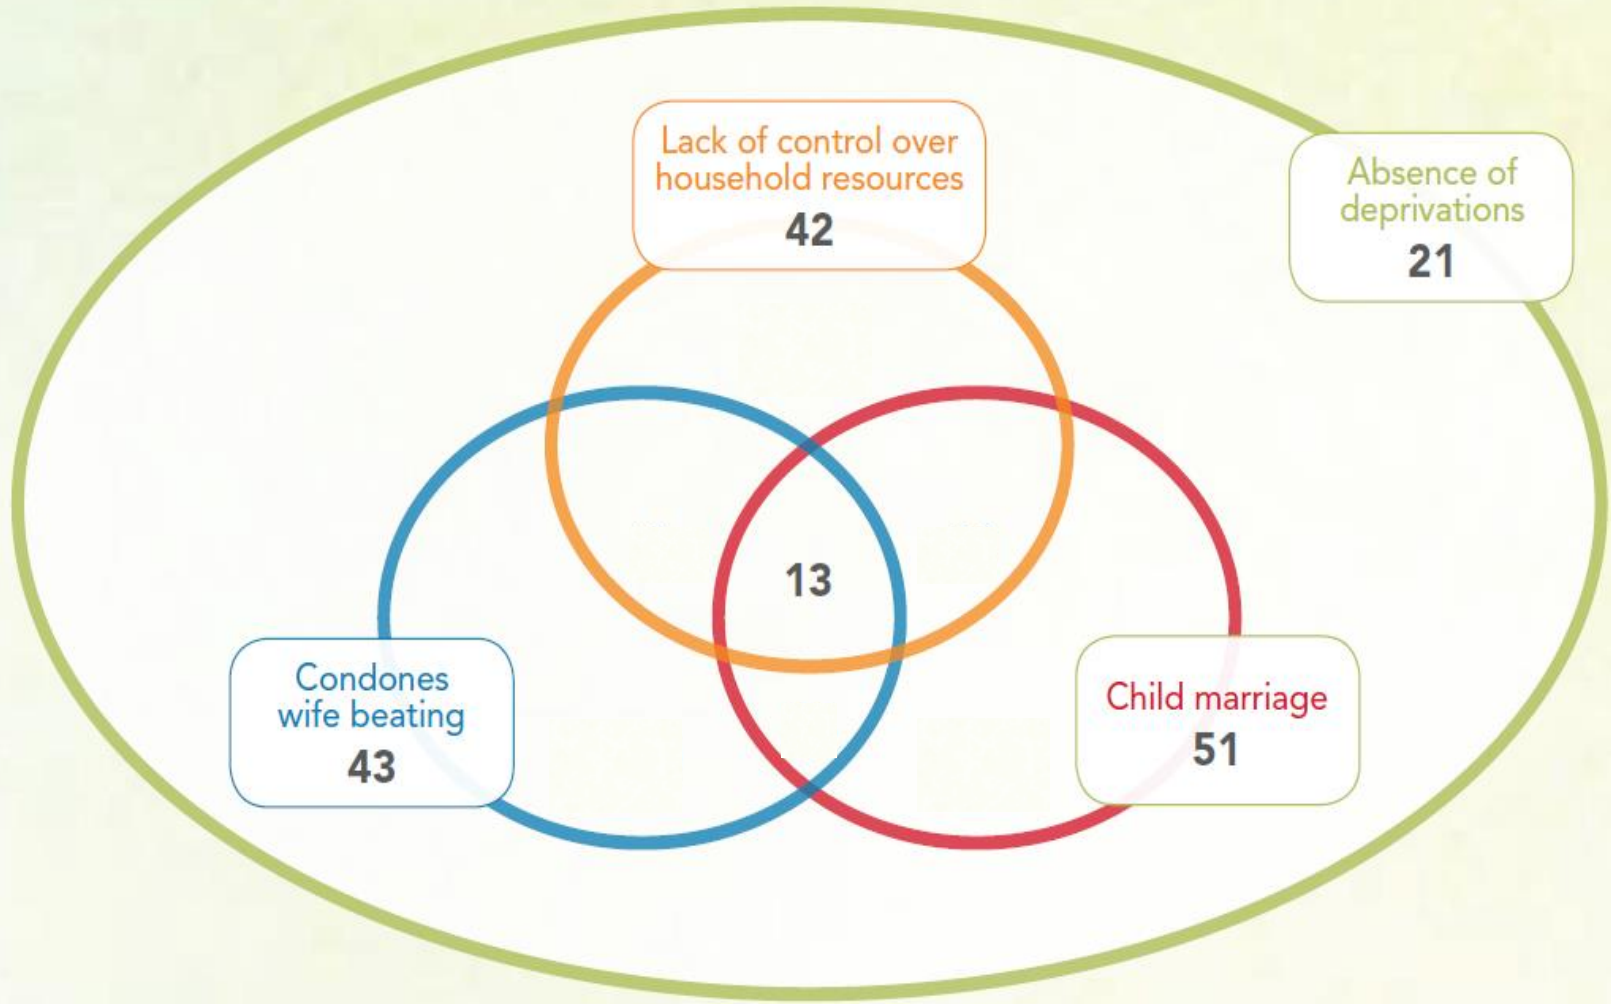 Lack of control over
household resources
42
Absence of
deprivations
21
13
Condones
wife beating
43
Child marriage
51